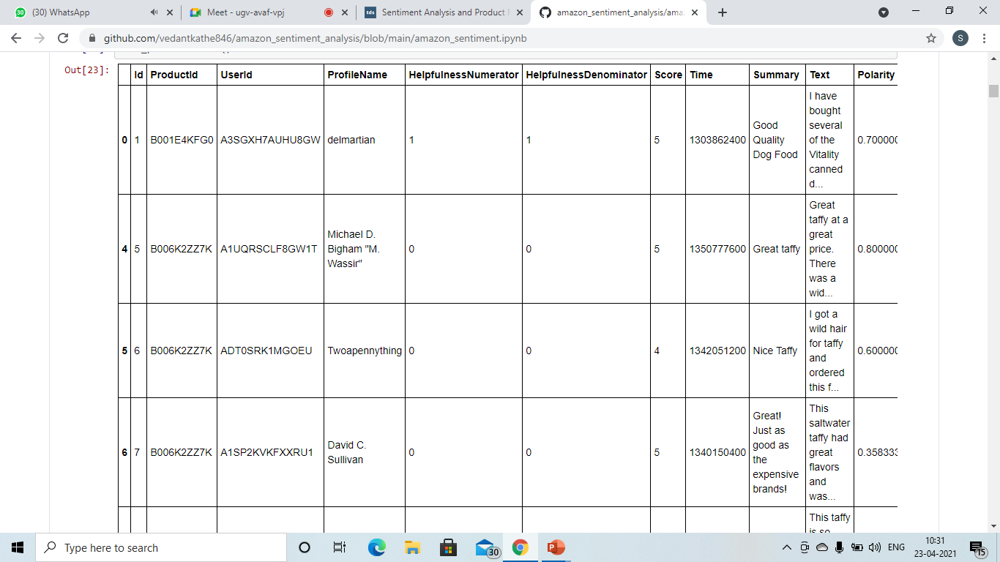 (30) WhatsApp
Meet - ugv-avaf-vpj
tds Sentiment Analysis and Product
amazon_sentiment_analysis/ama
github.com/vedantkathe846/amazon_sentiment_analysis/blob/main/amazon_sentiment.ipynb
S
Out[23]:
Id ProductId UserId ProfileName HelpfulnessNumerator HelpfulnessDenominator Score Time Summary Text Polarity
0 1 B001E4KFG0 A3SGXH7AUHU8GW delmartian 1 1 5 1303862400 Good Quality Dog Food I have bought several of the Vitality canned d... 0.700000
4 5 B006K2ZZ7K A1UQRSCLF8GW1T Michael D. Bigham "M. Wassir" 0 0 5 1350777600 Great taffy Great taffy at a great price. There was a wid... 0.800000
5 6 B006K2ZZ7K ADT0SRK1MGOEU Twoapennything 0 0 4 1342051200 Nice Taffy I got a wild hair for taffy and ordered this f... 0.600000
6 7 B006K2ZZ7K A1SP2KVKFXXRU1 David C. Sullivan 0 0 5 1340150400 Great! Just as good as the expensive brands! This saltwater taffy had great flavors and was... 0.358333
This taffy
is so
Type here to search
30
ENG
10:31
23-04-2021
15